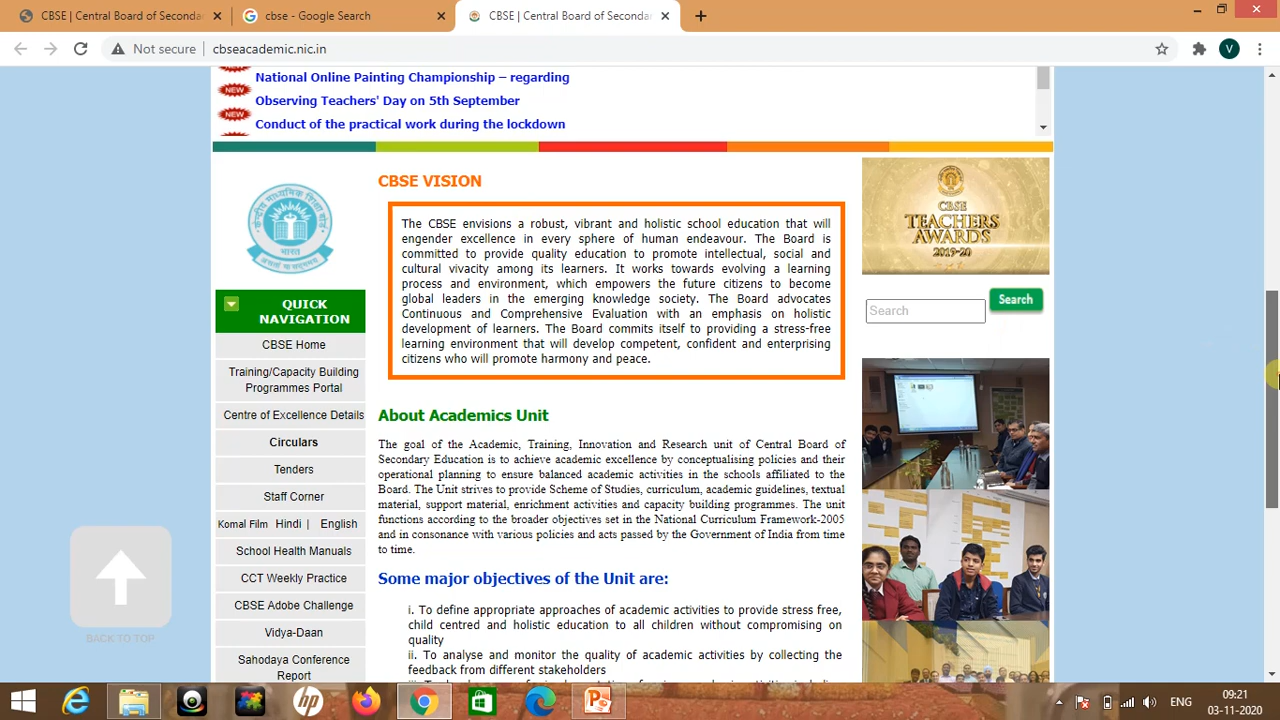 CBSE | Central Board of Seconda
cbse - Google Search
CBSE | Central Board of Seconda
Not secure
cbseacademic.nic.in
V
NEW
National Online Painting Championship – regarding
NEW
Observing Teachers' Day on 5th September
NEW
Conduct of the practical work during the lockdown
CBSE VISION
The CBSE envisions a robust, vibrant and holistic school education that will
engender excellence in every sphere of human endeavour. The Board is
committed to provide quality education to promote intellectual, social and
cultural vivacity among its learners. It works towards evolving a learning
process and environment, which empowers the future citizens to become
global leaders in the emerging knowledge society. The Board advocates
Continuous and Comprehensive Evaluation with an emphasis on holistic
development of learners. The Board commits itself to providing a stress-free
learning environment that will develop competent, confident and enterprising
citizens who will promote harmony and peace.
CBSE
TEACHERS
AWARDS
2019-20
Search
Search
भारत
QUICK
NAVIGATION
CBSE Home
Training/Capacity Building
Programmes Portal
Centre of Excellence Details
Circulars
Tenders
Staff Corner
Komal Film Hindi | English
School Health Manuals
CCT Weekly Practice
CBSE Adobe Challenge
Vidya-Daan
Sahodaya Conference
Report
About Academics Unit
The goal of the Academic, Training, Innovation and Research unit of Central Board of
Secondary Education is to achieve academic excellence by conceptualising policies and their
operational planning to ensure balanced academic activities in the schools affiliated to the
Board. The Unit strives to provide Scheme of Studies, curriculum, academic guidelines, textual
material, support material, enrichment activities and capacity building programmes. The unit
functions according to the broader objectives set in the National Curriculum Framework-2005
and in consonance with various policies and acts passed by the Government of India from time
to time.
Some major objectives of the Unit are:
i. To define appropriate approaches of academic activities to provide stress free,
child centred and holistic education to all children without compromising on
quality
ii. To analyse and monitor the quality of academic activities by collecting the
feedback from different stakeholders
BACK TO TOP
hp
ENG
09:21
03-11-2020